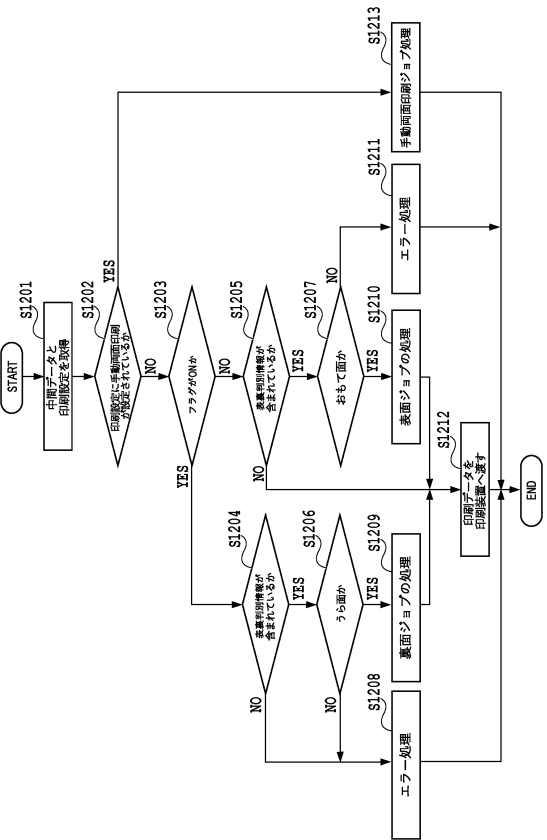 START
S1201
中間データと
印刷設定を取得
S1202
印刷設定に手動両面印刷
が設定されているか
YES
NO
S1203
フラグがONか
YES
NO
S1204
表裏判別情報が
含まれているか
NO
YES
S1205
表裏判別情報が
含まれているか
NO
YES
S1206
うら面か
NO
YES
S1207
おもて面か
NO
YES
S1208
エラー処理
S1209
裏面ジョブの処理
S1210
表面ジョブの処理
S1211
エラー処理
S1213
手動両面印刷ジョブ処理
S1212
印刷データを
印刷装置へ渡す
END